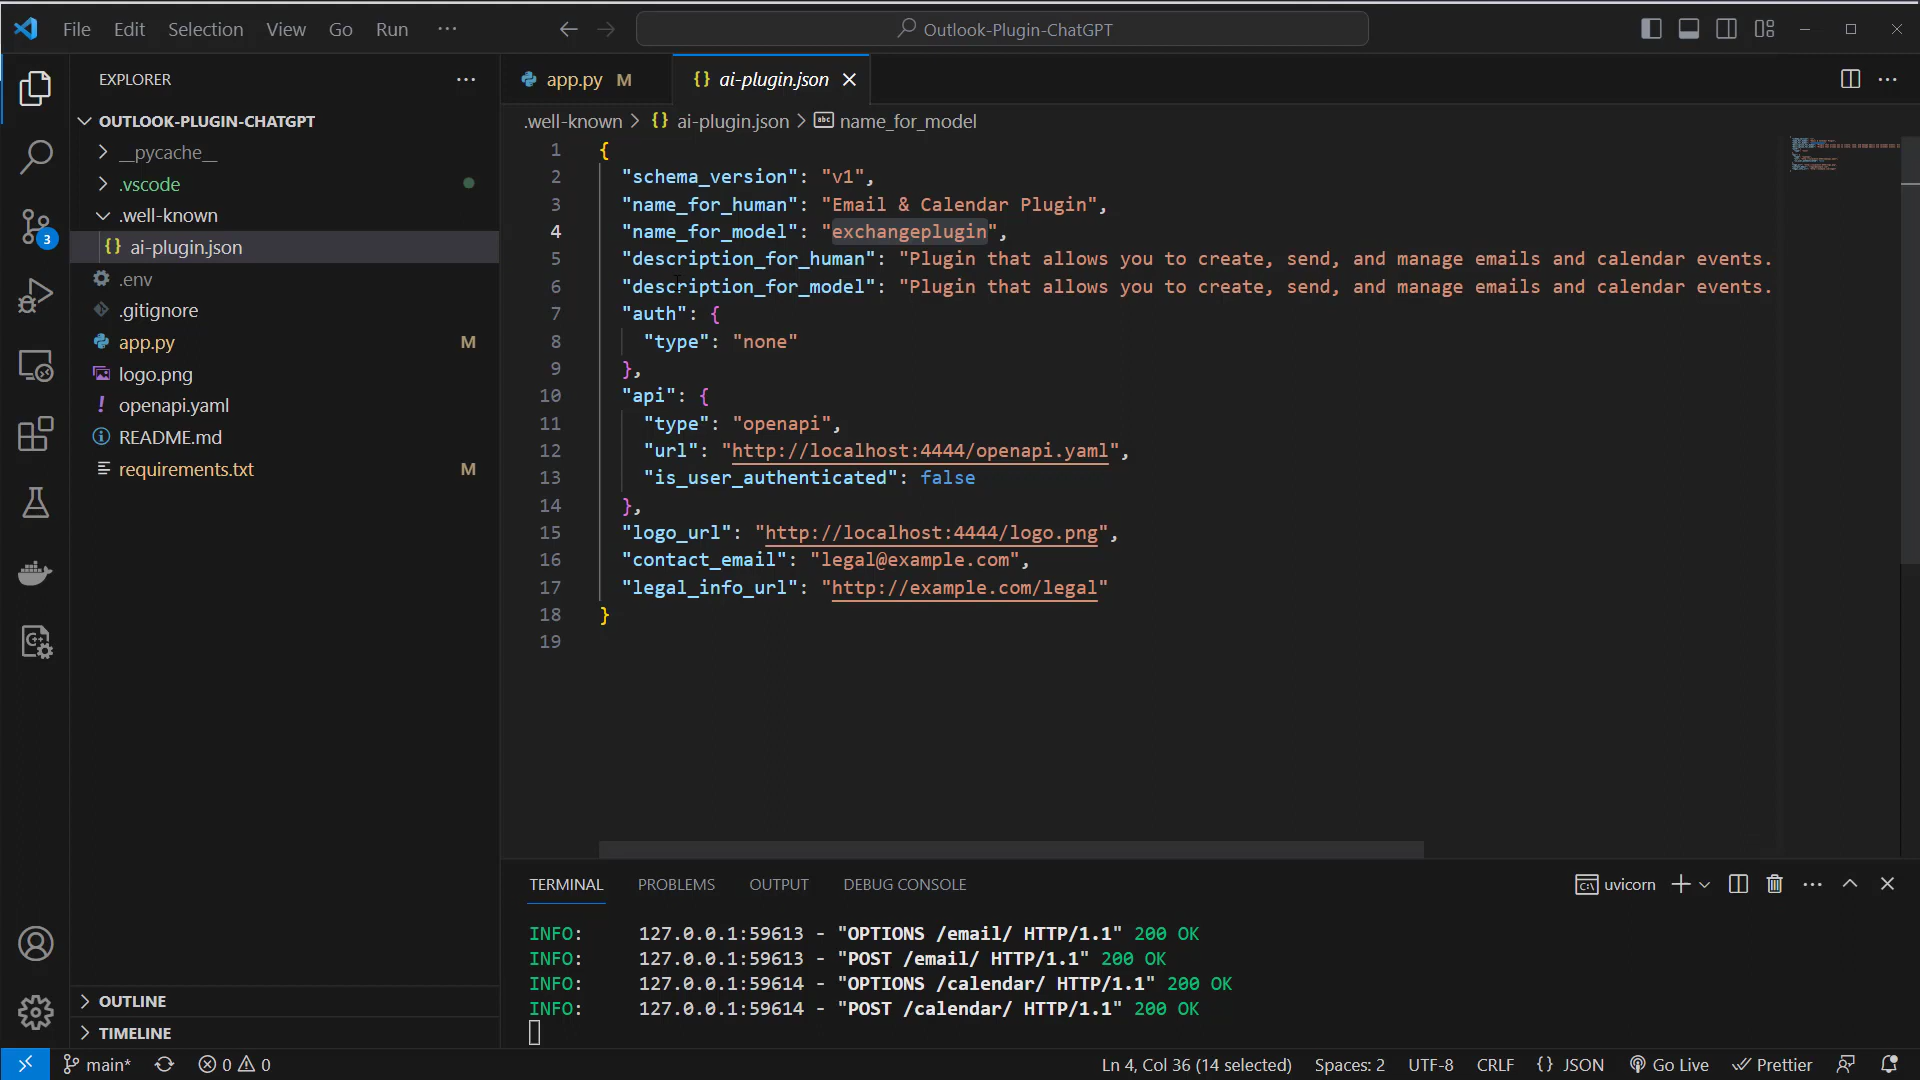 File Edit Selection View Go Run ···
Outlook-Plugin-ChatGPT
EXPLORER
OUTLOOK-PLUGIN-CHATGPT
__pycache__
.vscode
.well-known
{} ai-plugin.json
.env
.gitignore
app.py M
logo.png
! openapi.yaml
README.md
requirements.txt M
3
OUTLINE
TIMELINE
app.py M
{} ai-plugin.json
.well-known > {} ai-plugin.json > abc name_for_model
1 {
2 "schema_version": "v1",
3 "name_for_human": "Email & Calendar Plugin",
4 "name_for_model": "exchangeplugin",
5 "description_for_human": "Plugin that allows you to create, send, and manage emails and calendar events.
6 "description_for_model": "Plugin that allows you to create, send, and manage emails and calendar events.
7 "auth": {
8 "type": "none"
9 },
10 "api": {
11 "type": "openapi",
12 "url": "http://localhost:4444/openapi.yaml",
13 "is_user_authenticated": false
14 },
15 "logo_url": "http://localhost:4444/logo.png",
16 "contact_email": "legal@example.com",
17 "legal_info_url": "http://example.com/legal"
18 }
19
TERMINAL PROBLEMS OUTPUT DEBUG CONSOLE
uvicorn
INFO: 127.0.0.1:59613 - "OPTIONS /email/ HTTP/1.1" 200 OK
INFO: 127.0.0.1:59613 - "POST /email/ HTTP/1.1" 200 OK
INFO: 127.0.0.1:59614 - "OPTIONS /calendar/ HTTP/1.1" 200 OK
INFO: 127.0.0.1:59614 - "POST /calendar/ HTTP/1.1" 200 OK
main* 0 0
Ln 4, Col 36 (14 selected) Spaces: 2 UTF-8 CRLF {} JSON Go Live Prettier